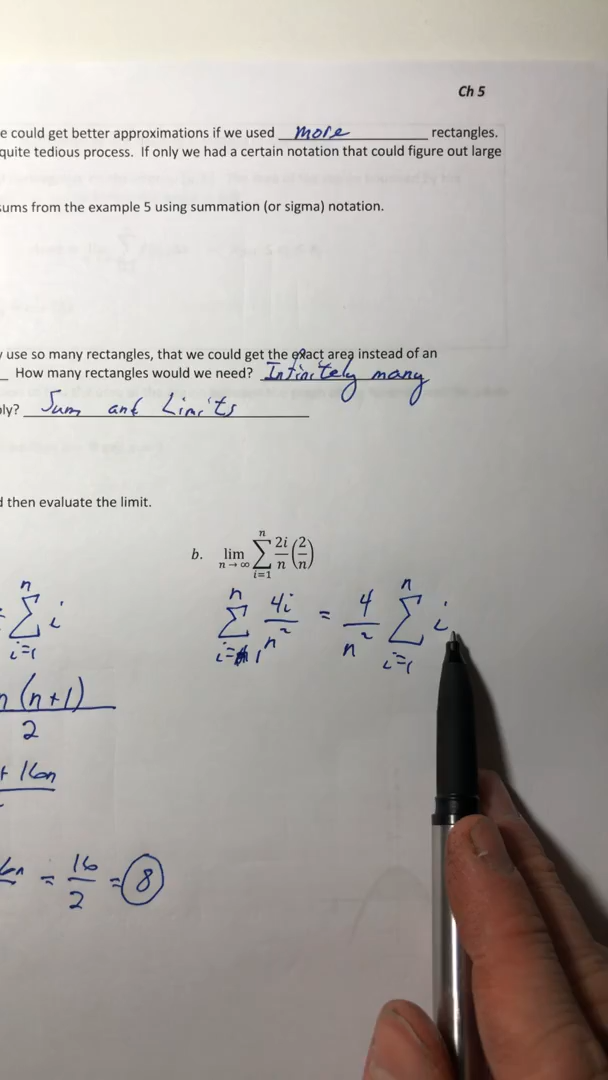 Ch 5
e could get better approximations if we used more rectangles.
quite tedious process. If only we had a certain notation that could figure out large
sums from the example 5 using summation (or sigma) notation.
y use so many rectangles, that we could get the exact area instead of an
How many rectangles would we need? Infinitely many
ply? Sum and Limits
d then evaluate the limit.
b. lim n→∞ ∑ i=1 n 2i/n (2/n)
= ∑ i=1 n i
∑ i=1 n 4i/n² = 4/n² ∑ i=1 n i
n(n+1)/2
+ 16n
6n = 16/2 = 8